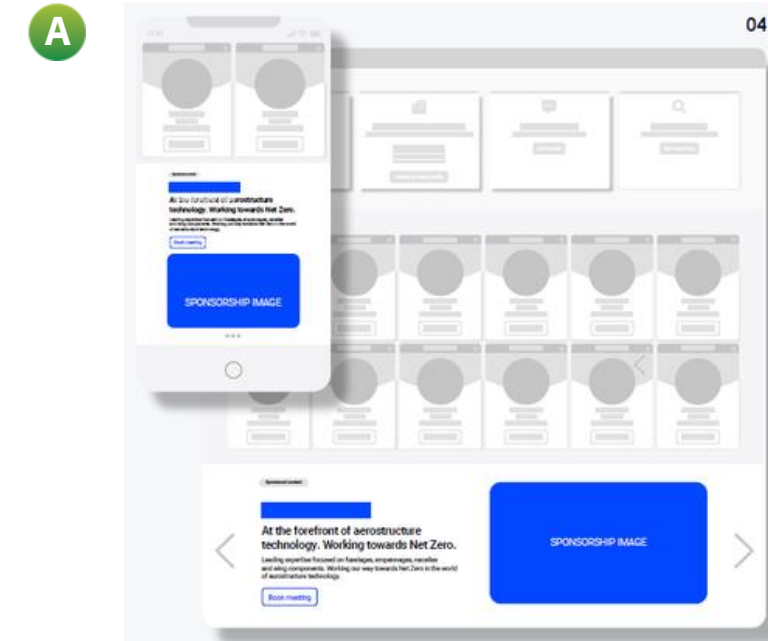 A
04
Sponsored content
At the forefront of aerostructure
technology. Working towards Net Zero.
Book meeting
SPONSORSHIP IMAGE
Sponsored content
At the forefront of aerostructure
technology. Working towards Net Zero.
Leading expertise focused on fuselages, empennages, nacelles
and wing components. Working our way towards Net Zero in the world
of aerostructure technology.
Book meeting
SPONSORSHIP IMAGE